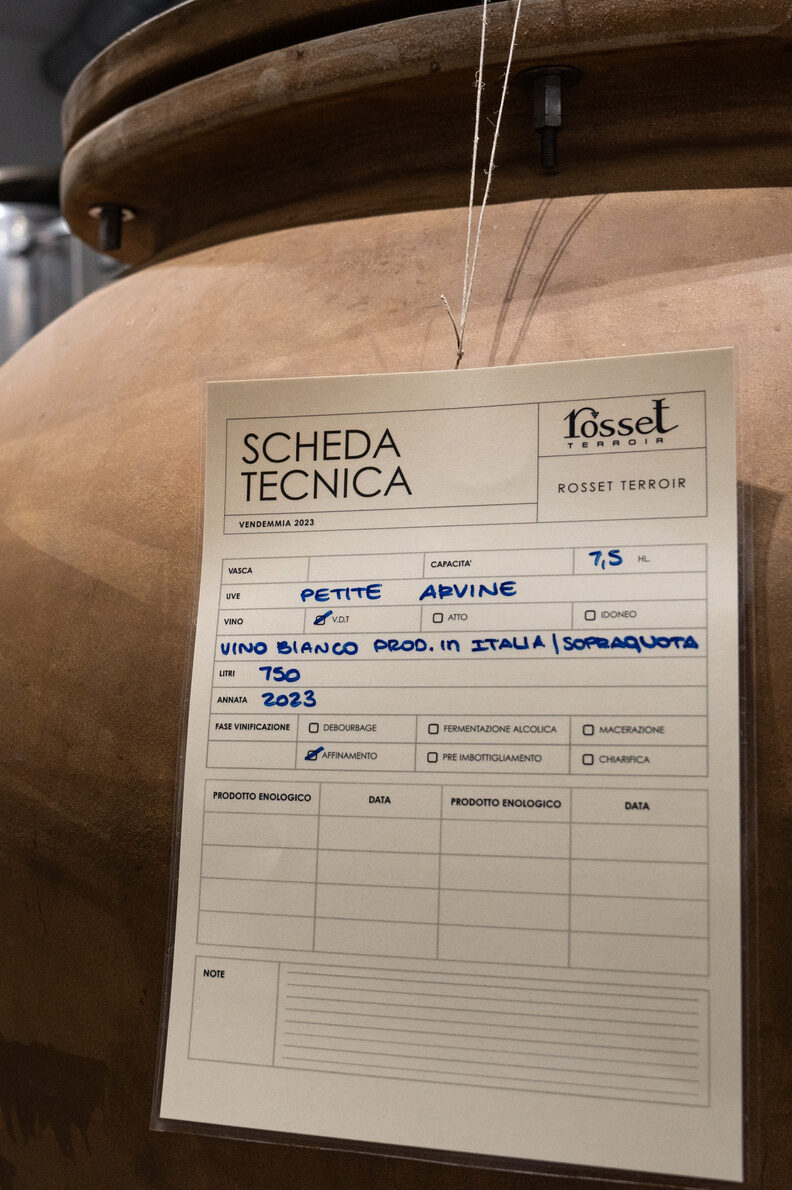 SCHEDA
TECNICA
VENDEMMIA 2023
rosset
TERROIR
ROSSET TERROIR
VASCA CAPACITA' 7,5 HL.
UVE PETITE ARVINE
VINO V.D.T ATTO IDONEO
VINO BIANCO PROD. in ITALIA | SOPRAQUOTA
LITRI 750
ANNATA 2023
FASE VINIFICAZIONE DEBOURBAGE FERMENTAZIONE ALCOLICA MACERAZIONE
AFFINAMENTO PRE IMBOTTIGLIAMENTO CHIARIFICA
PRODOTTO ENOLOGICO DATA PRODOTTO ENOLOGICO DATA
NOTE